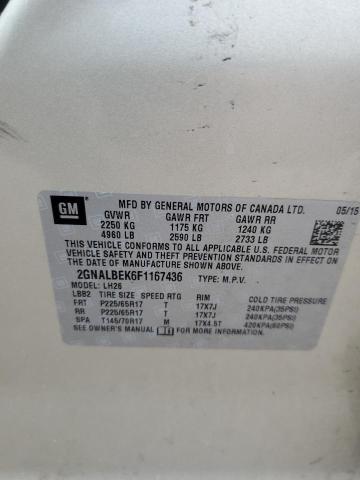 GM
MFD BY GENERAL MOTORS OF CANADA LTD. 05/15
GVWR GAWR FRT GAWR RR
2250 KG 1175 KG 1240 KG
4960 LB 2590 LB 2733 LB
THIS VEHICLE CONFORMS TO ALL APPLICABLE U.S. FEDERAL MOTOR
VEHICLE SAFETY, BUMPER, AND THEFT PREVENTION STANDARDS IN
EFFECT ON THE DATE OF MANUFACTURE SHOWN ABOVE.
2GNALBEK6F1167436 TYPE: M.P.V.
MODEL: LH26
LBB2 TIRE SIZE SPEED RTG RIM COLD TIRE PRESSURE
FRT P225/65R17 T 17X7J 240KPA(35PSI)
RR P225/65R17 T 17X7J 240KPA(35PSI)
SPA T145/70R17 M 17X4.5T 420KPA(60PSI)
SEE OWNER'S MANUAL FOR ADDITIONAL INFORMATION.